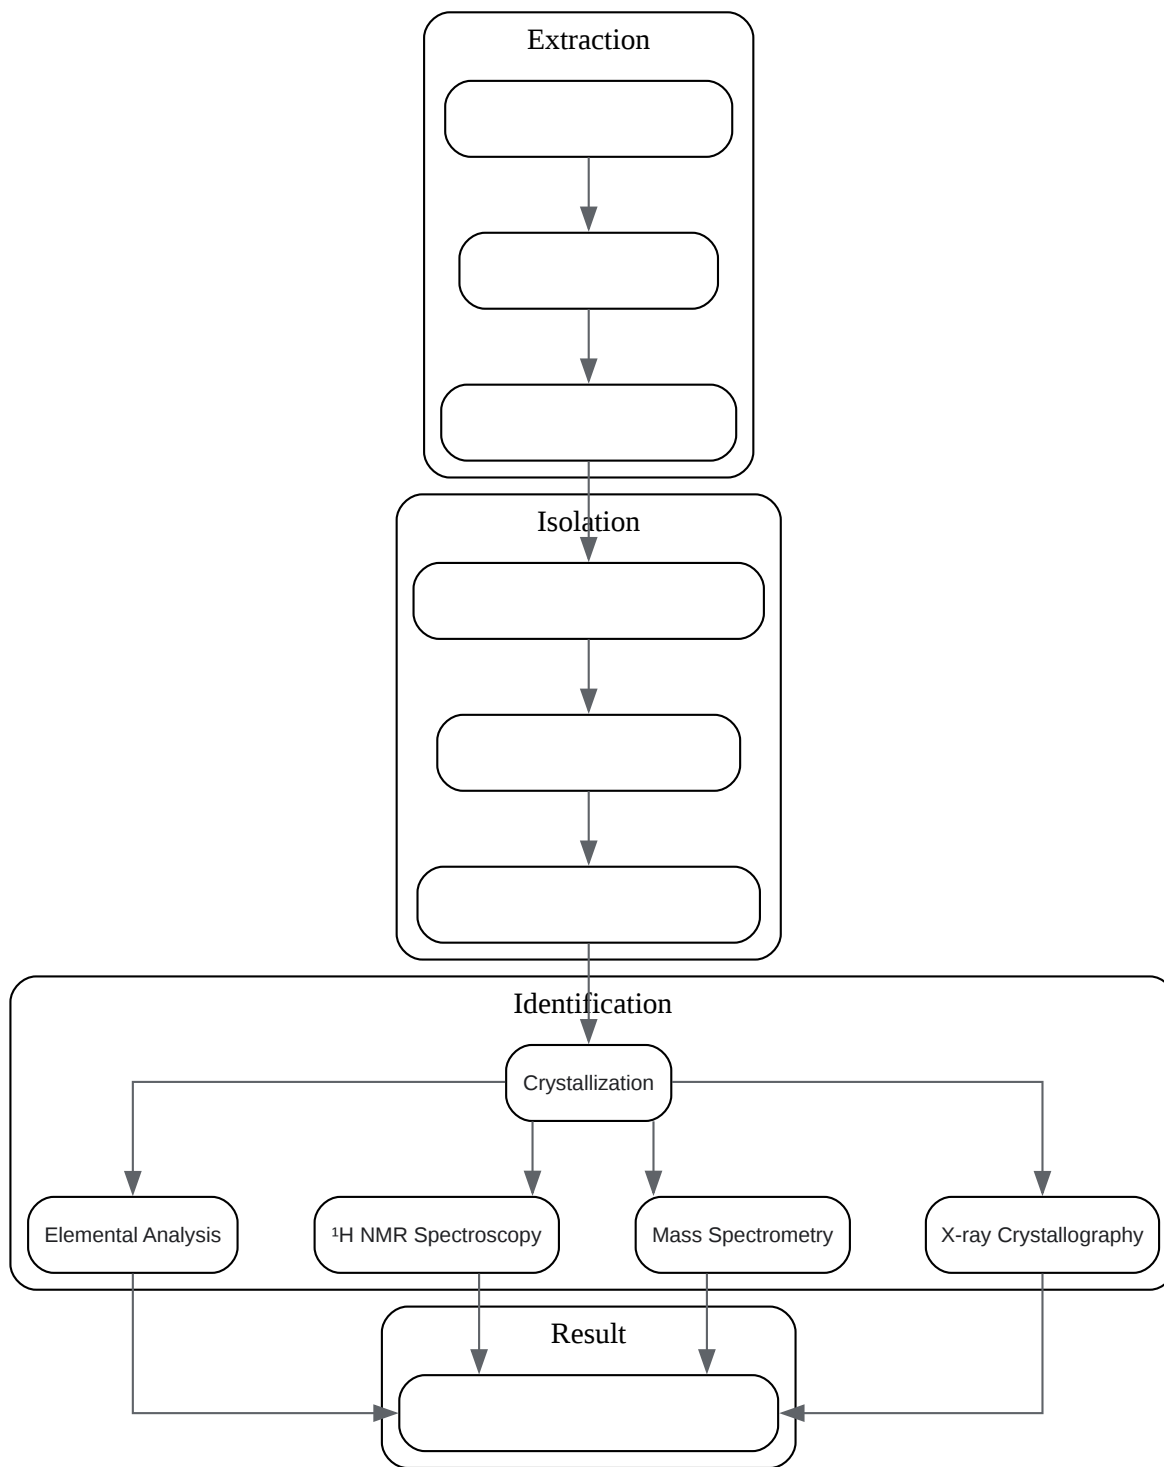 Extraction
Isolation
Identification
Crystallization
Elemental Analysis
¹H NMR Spectroscopy
Mass Spectrometry
X-ray Crystallography
Result